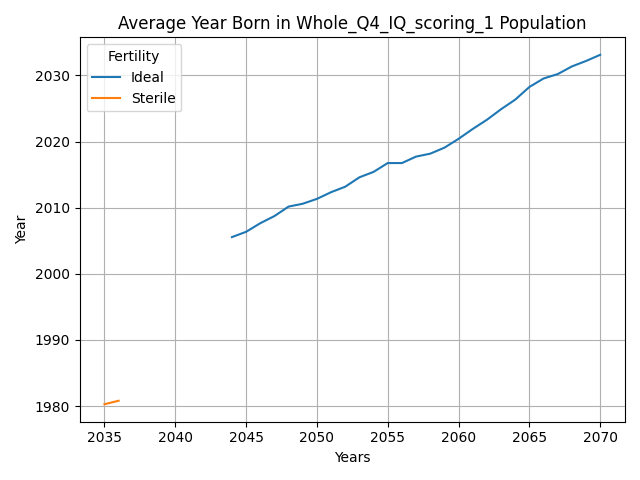 Average Year Born in Whole_Q4_IQ_scoring_1 Population
Fertility
Ideal
Sterile
Year
2030
2020
2010
2000
1990
1980
2035 2040 2045 2050 2055 2060 2065 2070
Years